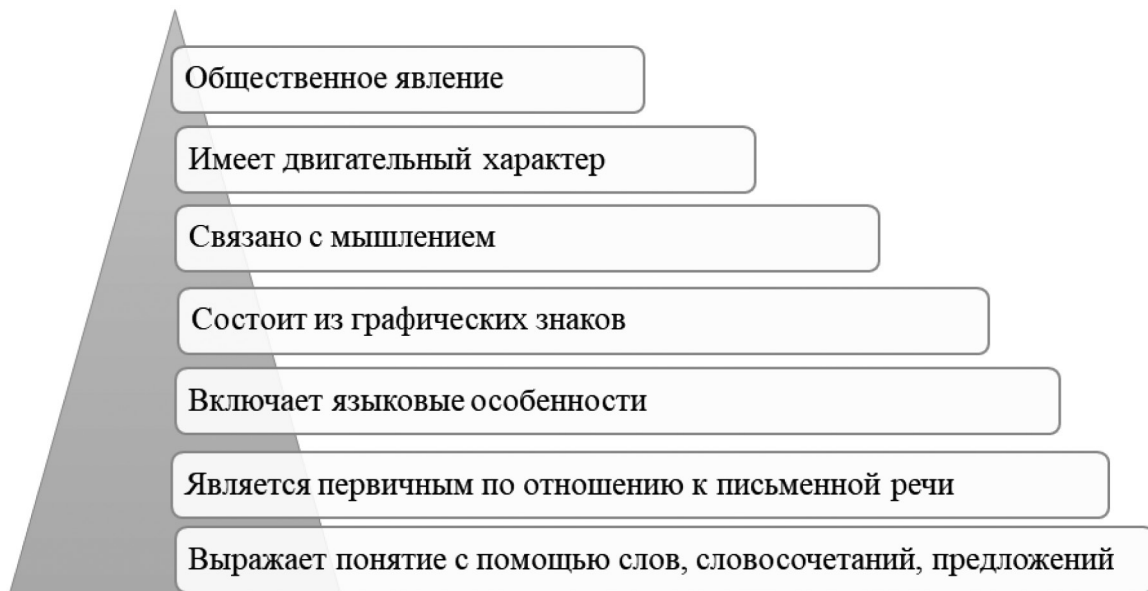 Общественное явление
Имеет двигательный характер
Связано с мышлением
Состоит из графических знаков
Включает языковые особенности
Является первичным по отношению к письменной речи
Выражает понятие с помощью слов, словосочетаний, предложений